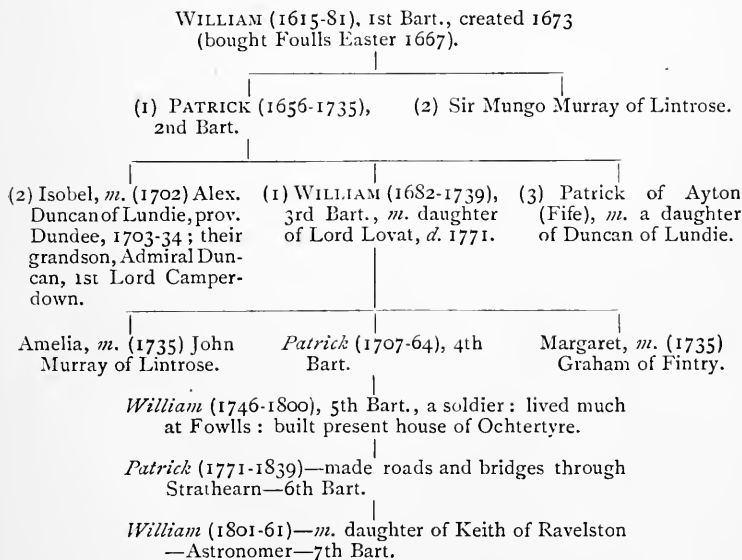 WILLIAM (1615-81), 1st Bart., created 1673
(bought Foulls Easter 1667).
(1) PATRICK (1656-1735),
2nd Bart.
(2) Sir Mungo Murray of Lintrose.
(2) Isobel, m. (1702) Alex.
Duncan of Lundie, prov.
Dundee, 1703-34 ; their
grandson, Admiral Dun-
can, 1st Lord Camper-
down.
(1) WILLIAM (1682-1739),
3rd Bart., m. daughter
of Lord Lovat, d. 1771.
(3) Patrick of Ayton
(Fife), m. a daughter
of Duncan of Lundie.
Amelia, m. (1735) John
Murray of Lintrose.
Patrick (1707-64), 4th
Bart.
Margaret, m. (1735)
Graham of Fintry.
William (1746-1800), 5th Bart., a soldier : lived much
at Fowlls : built present house of Ochtertyre.
Patrick (1771-1839)—made roads and bridges through
Strathearn—6th Bart.
William (1801-61)—m. daughter of Keith of Ravelston
—Astronomer—7th Bart.